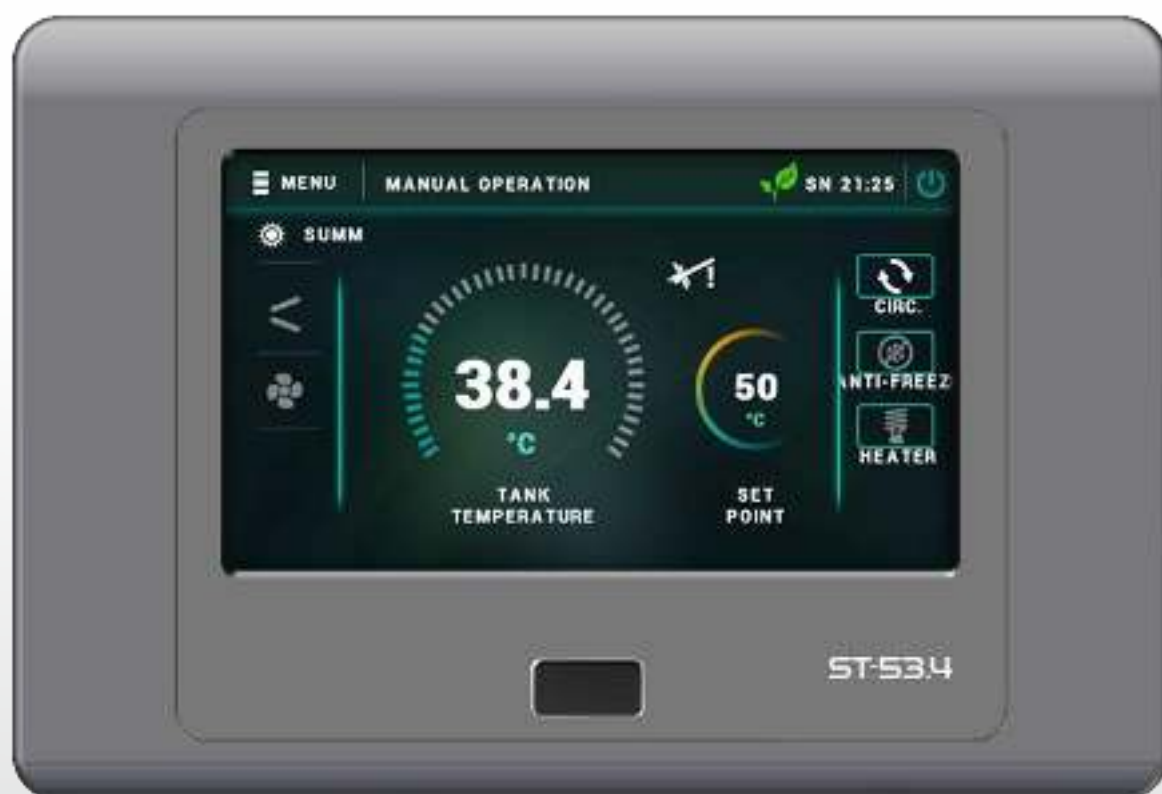 MENU
MANUAL OPERATION
SN 21:25
SUMM
!
38.4
°C
TANK
TEMPERATURE
50
°C
SET
POINT
CIRC.
ANTI-FREEZ
HEATER
ST-53.4